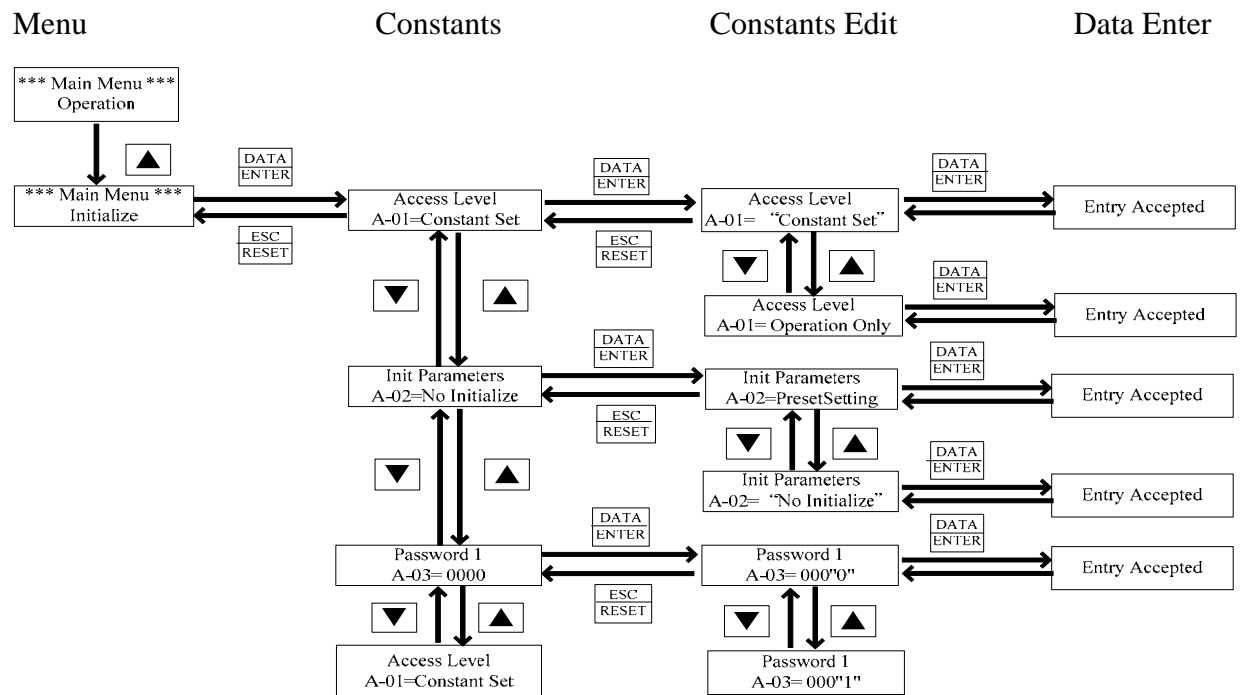 Menu Constants Constants Edit Data Enter
*** Main Menu ***
Operation
*** Main Menu ***
Initialize
DATA
ENTER
ESC
RESET
Access Level
A-01=Constant Set
DATA
ENTER
ESC
RESET
Access Level
A-01= “Constant Set”
DATA
ENTER
Entry Accepted
Access Level
A-01= Operation Only
DATA
ENTER
Entry Accepted
Init Parameters
A-02=No Initialize
DATA
ENTER
ESC
RESET
Init Parameters
A-02=PresetSetting
DATA
ENTER
Entry Accepted
Init Parameters
A-02= “No Initialize”
DATA
ENTER
Entry Accepted
Password 1
A-03= 0000
DATA
ENTER
ESC
RESET
Password 1
A-03= 000"0"
DATA
ENTER
Entry Accepted
Access Level
A-01=Constant Set
Password 1
A-03= 000"1"